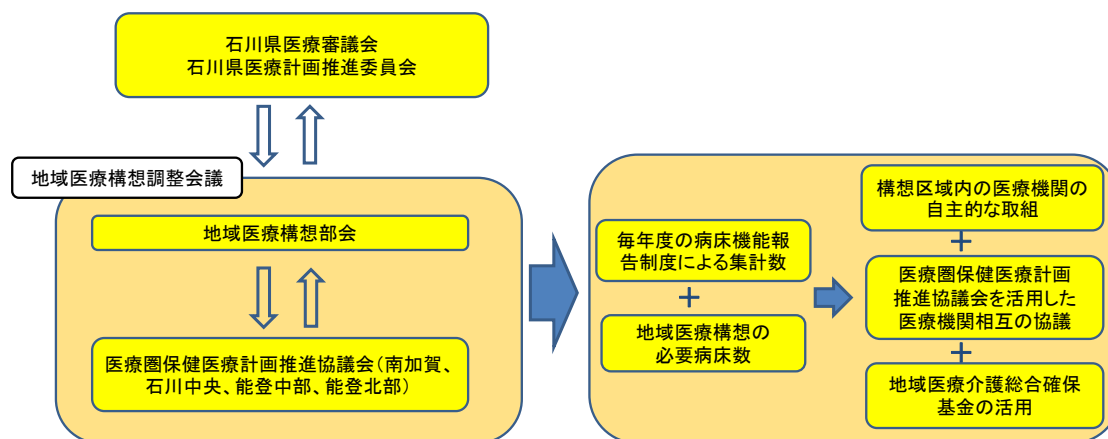 石川県医療審議会
石川県医療計画推進委員会
地域医療構想調整会議
地域医療構想部会
医療圏保健医療計画推進協議会(南加賀、
石川中央、能登中部、能登北部)
毎年度の病床機能報
告制度による集計数
+
地域医療構想の
必要病床数
構想区域内の医療機関の
自主的な取組
+
医療圏保健医療計画
推進協議会を活用した
医療機関相互の協議
+
地域医療介護総合確保
基金の活用